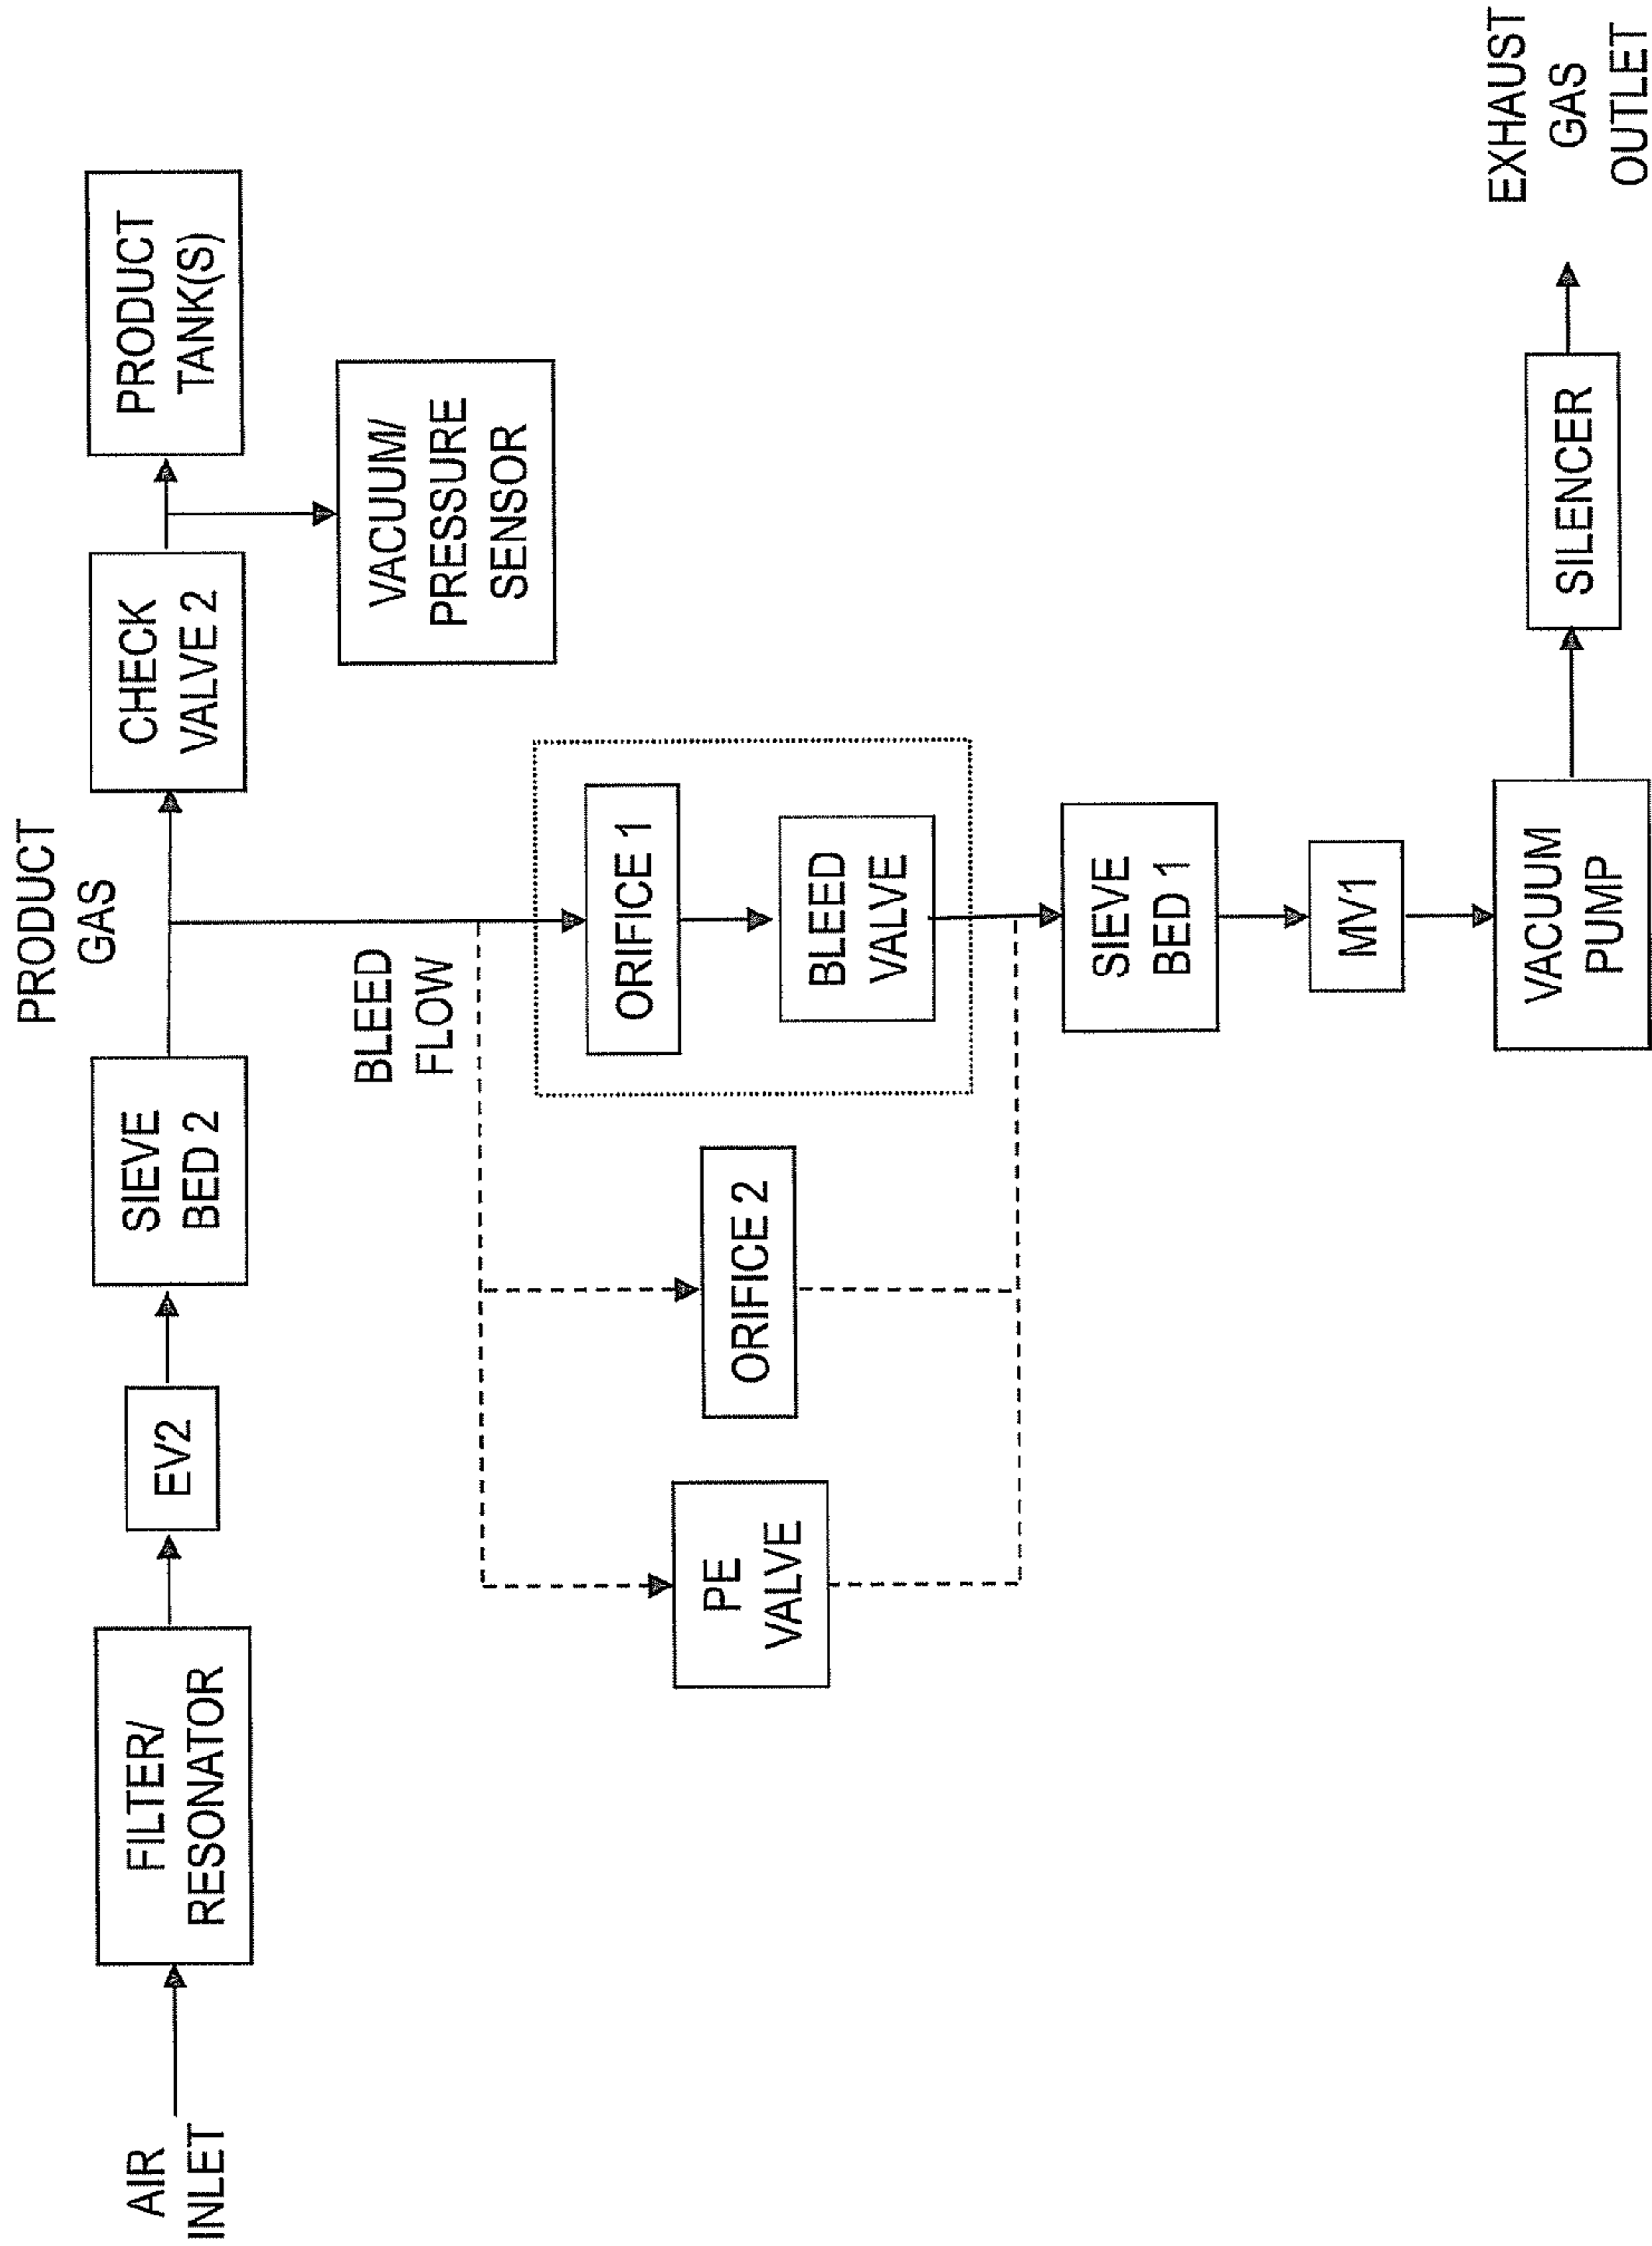 AIR
INLET
FILTER/
RESONATOR
EV2
SIEVE
BED 2
PRODUCT
GAS
CHECK
VALVE 2
PRODUCT
TANK(S)
VACUUM/
PRESSURE
SENSOR
BLEED
FLOW
PE
VALVE
ORIFICE 2
ORIFICE 1
BLEED
VALVE
SIEVE
BED 1
MV1
VACUUM
PUMP
SILENCER
EXHAUST
GAS
OUTLET